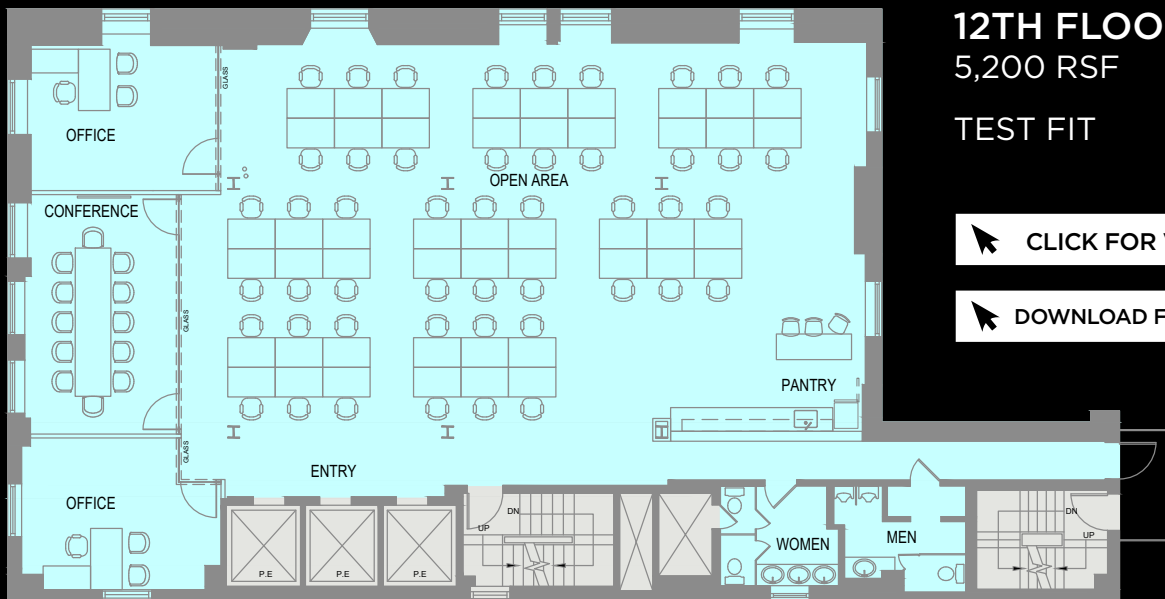 12TH FLOO
5,200 RSF
TEST FIT
CLICK FOR
DOWNLOAD F
GLASS
OFFICE
OPEN AREA
CONFERENCE
GLASS
PANTRY
GLASS
ENTRY
OFFICE
DN
UP
P.E
P.E
P.E
WOMEN
MEN
DN
UP